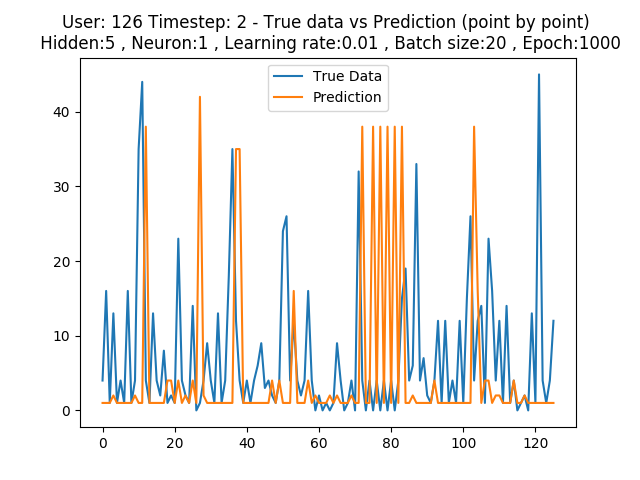 User: 126 Timestep: 2 - True data vs Prediction (point by point)
Hidden:5 , Neuron:1 , Learning rate:0.01 , Batch size:20 , Epoch:1000
True Data
Prediction
40
30
20
10
0
0 20 40 60 80 100 120